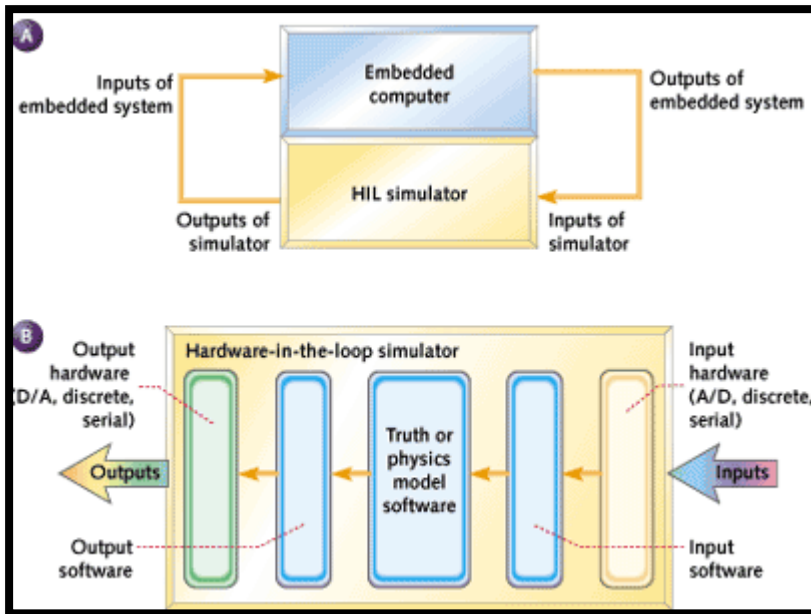 A
Inputs of
embedded system
Embedded
computer
Outputs of
embedded system
HIL simulator
Outputs of
simulator
Inputs of
simulator
B
Output
hardware
(D/A, discrete,
serial)
Hardware-in-the-loop simulator
Input
hardware
(A/D, discrete,
serial)
Truth or
physics
model
software
Outputs
Inputs
Output
software
Input
software